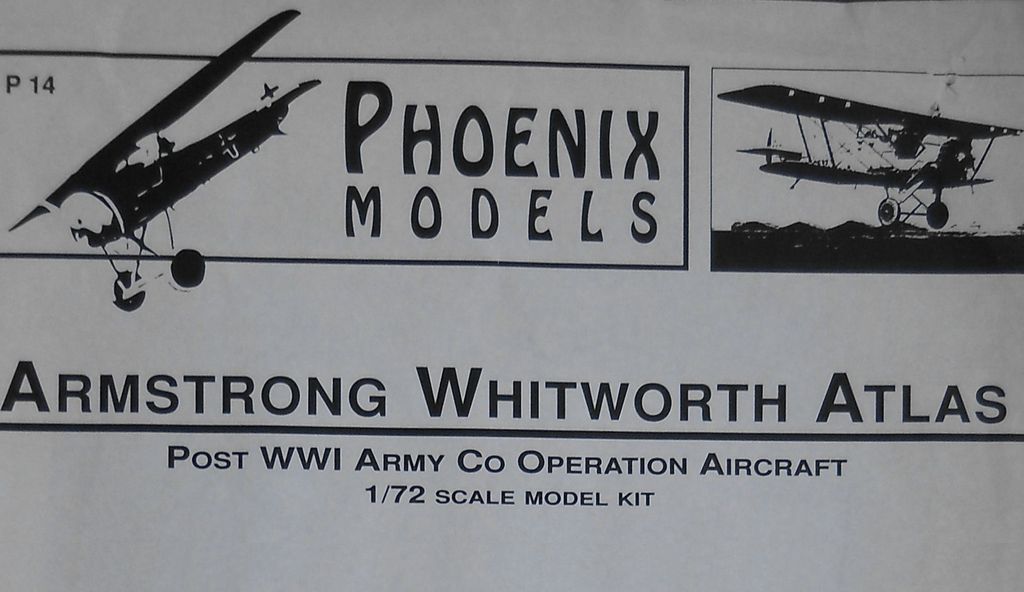 P 14
PHOENIX
MODELS
ARMSTRONG WHITWORTH ATLAS
POST WWI ARMY CO OPERATION AIRCRAFT
1/72 SCALE MODEL KIT